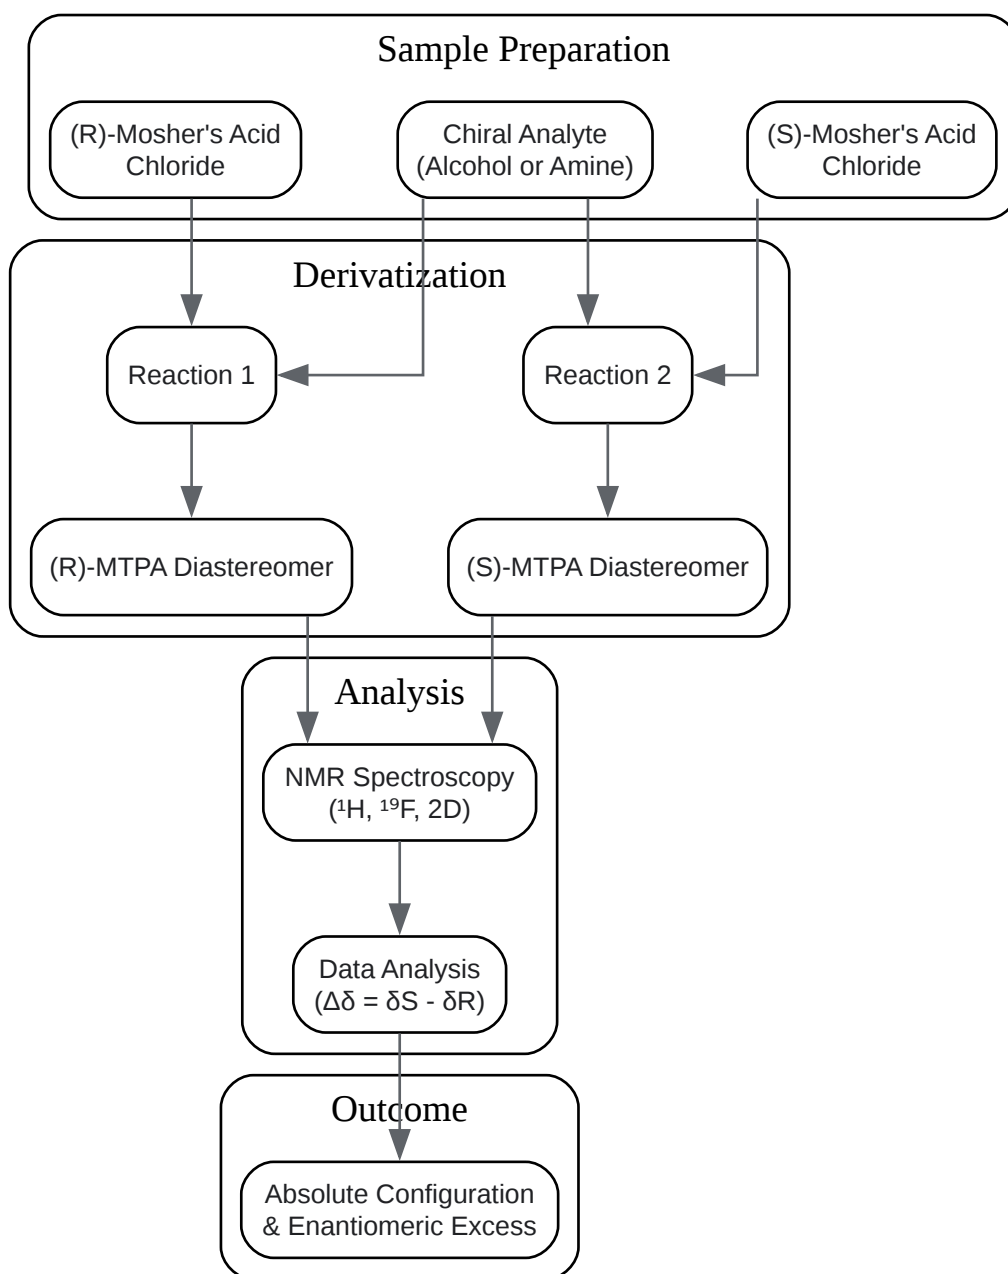 Sample Preparation
(R)-Mosher's Acid
Chloride
Chiral Analyte
(Alcohol or Amine)
(S)-Mosher's Acid
Chloride
Derivatization
Reaction 1
Reaction 2
(R)-MTPA Diastereomer
(S)-MTPA Diastereomer
Analysis
NMR Spectroscopy
(¹H, ¹⁹F, 2D)
Data Analysis
(Δδ = δS - δR)
Outcome
Absolute Configuration
& Enantiomeric Excess